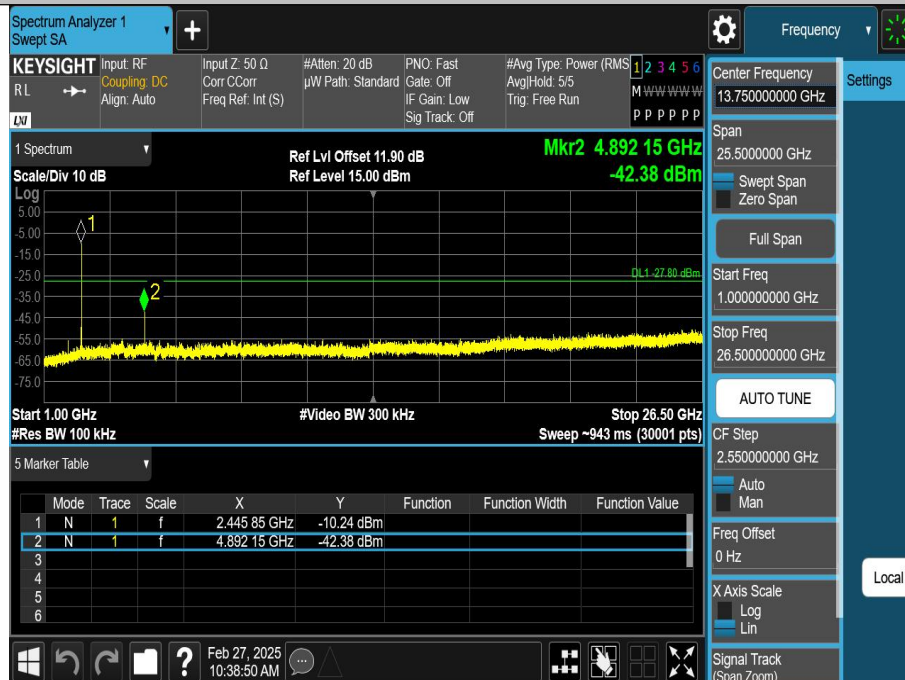 Spectrum Analyzer 1
Swept SA
Frequency
KEYSIGHT
RL
LXI
Input: RF
Coupling: DC
Align: Auto
Input Z: 50 Ω
Corr CCorr
Freq Ref: Int (S)
#Atten: 20 dB
µW Path: Standard
PNO: Fast
Gate: Off
IF Gain: Low
Sig Track: Off
#Avg Type: Power (RMS
Avg|Hold: 5/5
Trig: Free Run
1 2 3 4 5 6
M W W W W W
P P P P P P
1 Spectrum
Scale/Div 10 dB
Ref Lvl Offset 11.90 dB
Ref Level 15.00 dBm
Mkr2 4.892 15 GHz
-42.38 dBm
Log
5.00
-5.00
-15.0
-25.0
-35.0
-45.0
-55.0
-65.0
-75.0
1
2
DL1 -27.80 dBm
Start 1.00 GHz
#Video BW 300 kHz
Stop 26.50 GHz
#Res BW 100 kHz
Sweep ~943 ms (30001 pts)
5 Marker Table
Mode Trace Scale X Y Function Function Width Function Value
1 N 1 f 2.445 85 GHz -10.24 dBm
2 N 1 f 4.892 15 GHz -42.38 dBm
3
4
5
6
Feb 27, 2025
10:38:50 AM
Center Frequency
13.750000000 GHz
Span
25.5000000 GHz
Swept Span
Zero Span
Full Span
Start Freq
1.000000000 GHz
Stop Freq
26.500000000 GHz
AUTO TUNE
CF Step
2.550000000 GHz
Auto
Man
Freq Offset
0 Hz
X Axis Scale
Log
Lin
Signal Track
(Span Zoom)
Settings
Local